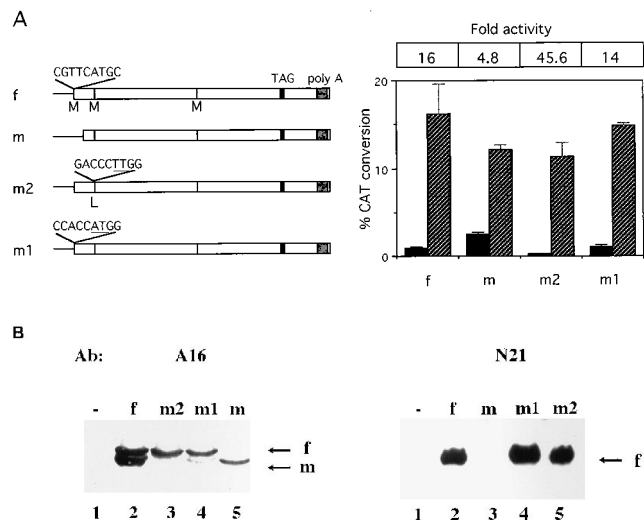 A
Fold activity
16 4.8 45.6 14
CGTTCATGC
TAG poly A
f
M M M
m
GACCCTTGG
m2
L
CCACCATGG
m1
% CAT conversion
20
10
0
f m m2 m1
B
Ab: A16 N21
- f m2 m1 m
f
m
1 2 3 4 5
- f m m1 m2
f
1 2 3 4 5